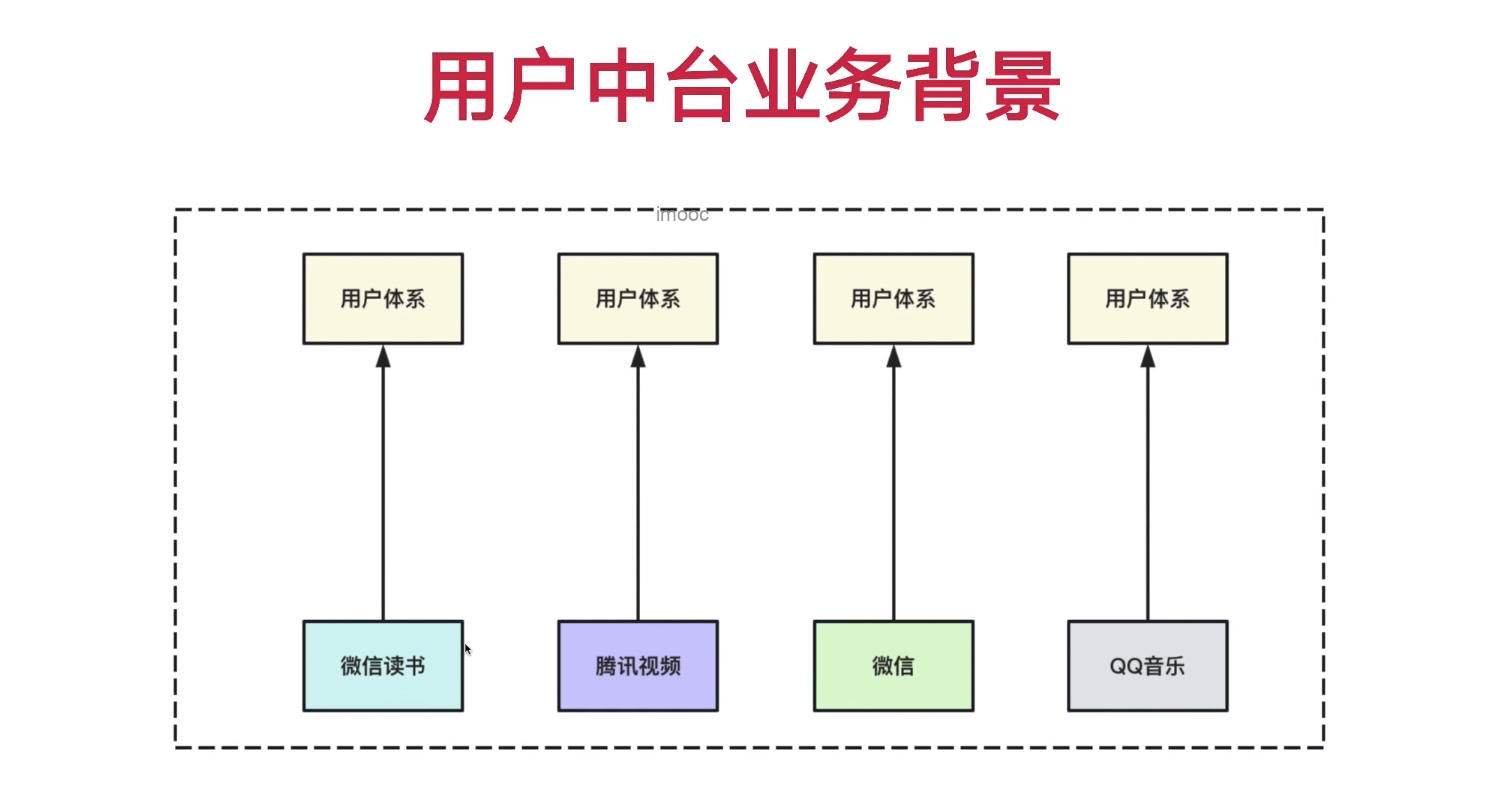 用户中台业务背景
imooc
用户体系
用户体系
用户体系
用户体系
微信读书
腾讯视频
微信
QQ音乐